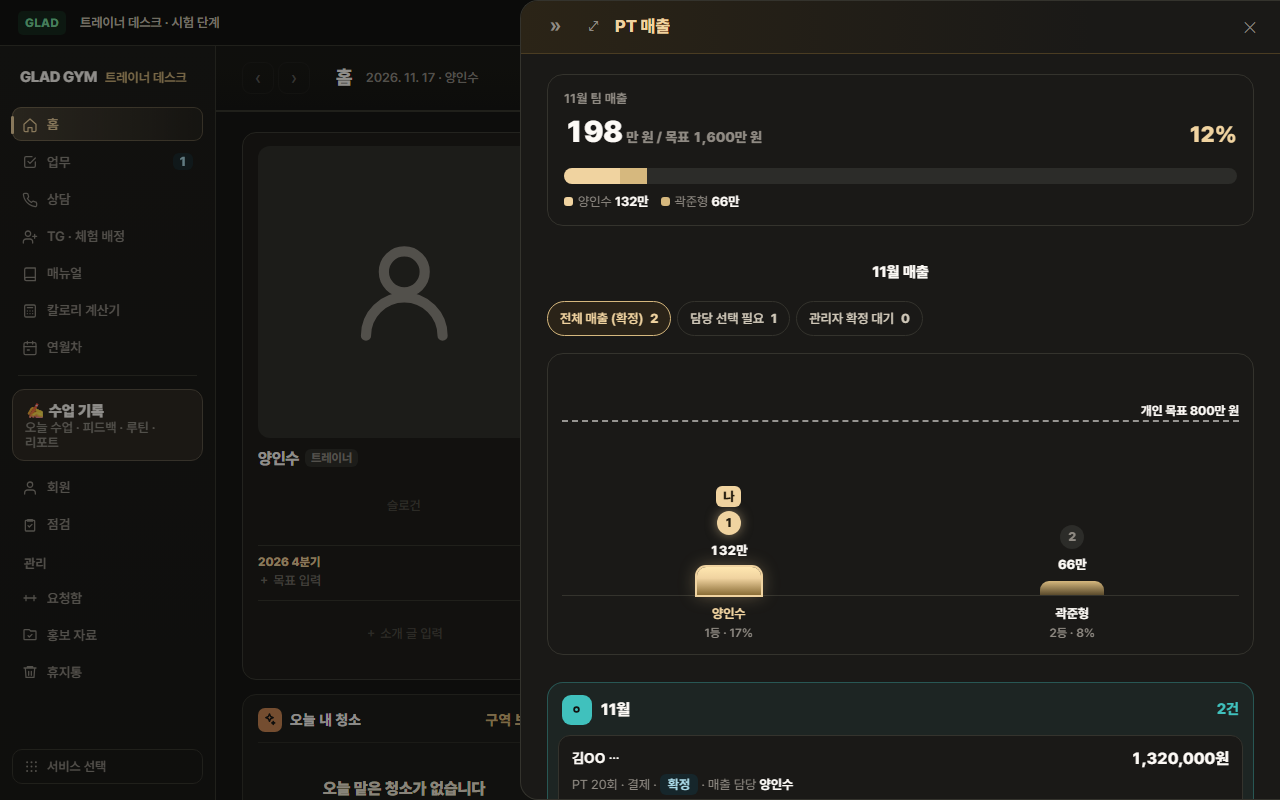 GLAD 트레이너 데스크 · 시험 단계
GLAD GYM 트레이너 데스크
홈
업무 1
상담
TG · 체험 배정
매뉴얼
칼로리 계산기
연월차
✍️ 수업 기록
오늘 수업 · 피드백 · 루틴 ·
리포트
회원
점검
관리
요청함
홍보 자료
휴지통
서비스 선택
‹ › 홈 2026. 11. 17 · 양인수
양인수 트레이너
슬로건
2026 4분기
+ 목표 입력
+ 소개 글 입력
오늘 내 청소 구역
오늘 맡은 청소가 없습니다
» PT 매출 ×
11월 팀 매출
198만 원 / 목표 1,600만 원 12%
양인수 132만 곽준형 66만
11월 매출
전체 매출 (확정) 2 담당 선택 필요 1 관리자 확정 대기 0
개인 목표 800만 원
나
1
132만
양인수
1등 · 17%
2
66만
곽준형
2등 · 8%
11월 2건
김OO ··· 1,320,000원
PT 20회 · 결제 · 확정 · 매출 담당 양인수